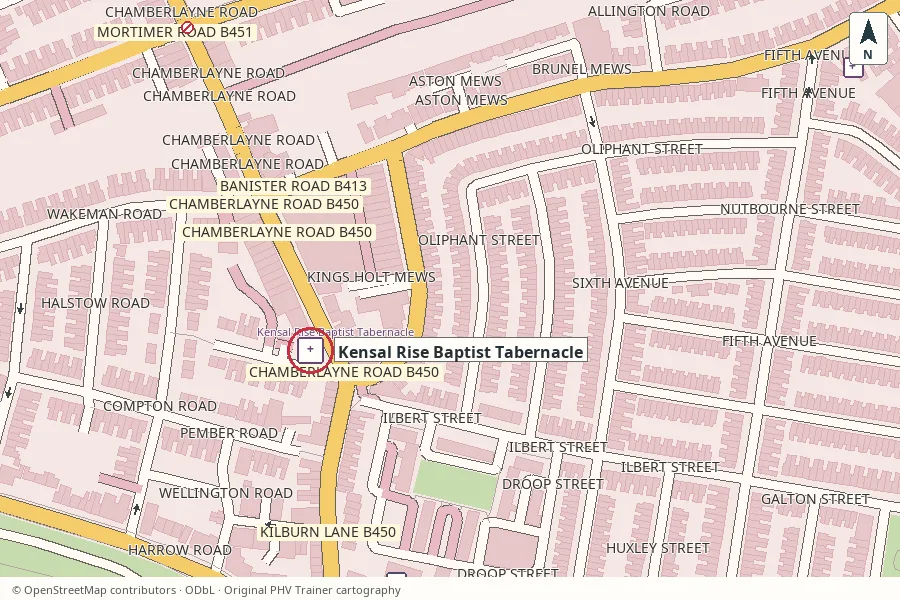 CHAMBERLAYNE ROAD
ALLINGTON ROAD
MORTIMER ROAD B451
FIFTH AVENUE
N
BRUNEL MEWS
CHAMBERLAYNE ROAD
ASTON MEWS
FIFTH AVENUE
CHAMBERLAYNE ROAD
ASTON MEWS
CHAMBERLAYNE ROAD
OLIPHANT STREET
CHAMBERLAYNE ROAD
BANISTER ROAD B413
CHAMBERLAYNE ROAD B450
NUTBOURNE STREET
WAKEMAN ROAD
CHAMBERLAYNE ROAD B450
OLIPHANT STREET
KINGS HOLT MEWS
SIXTH AVENUE
HALSTOW ROAD
Kensal Rise Baptist Tabernacle
FIFTH AVENUE
Kensal Rise Baptist Tabernacle
CHAMBERLAYNE ROAD B450
COMPTON ROAD
ILBERT STREET
PEMBER ROAD
ILBERT STREET
ILBERT STREET
DROOP STREET
WELLINGTON ROAD
GALTON STREET
KILBURN LANE B450
HARROW ROAD
HUXLEY STREET
DROOP STREET
© OpenStreetMap contributors · ODbL · Original PHV Trainer cartography